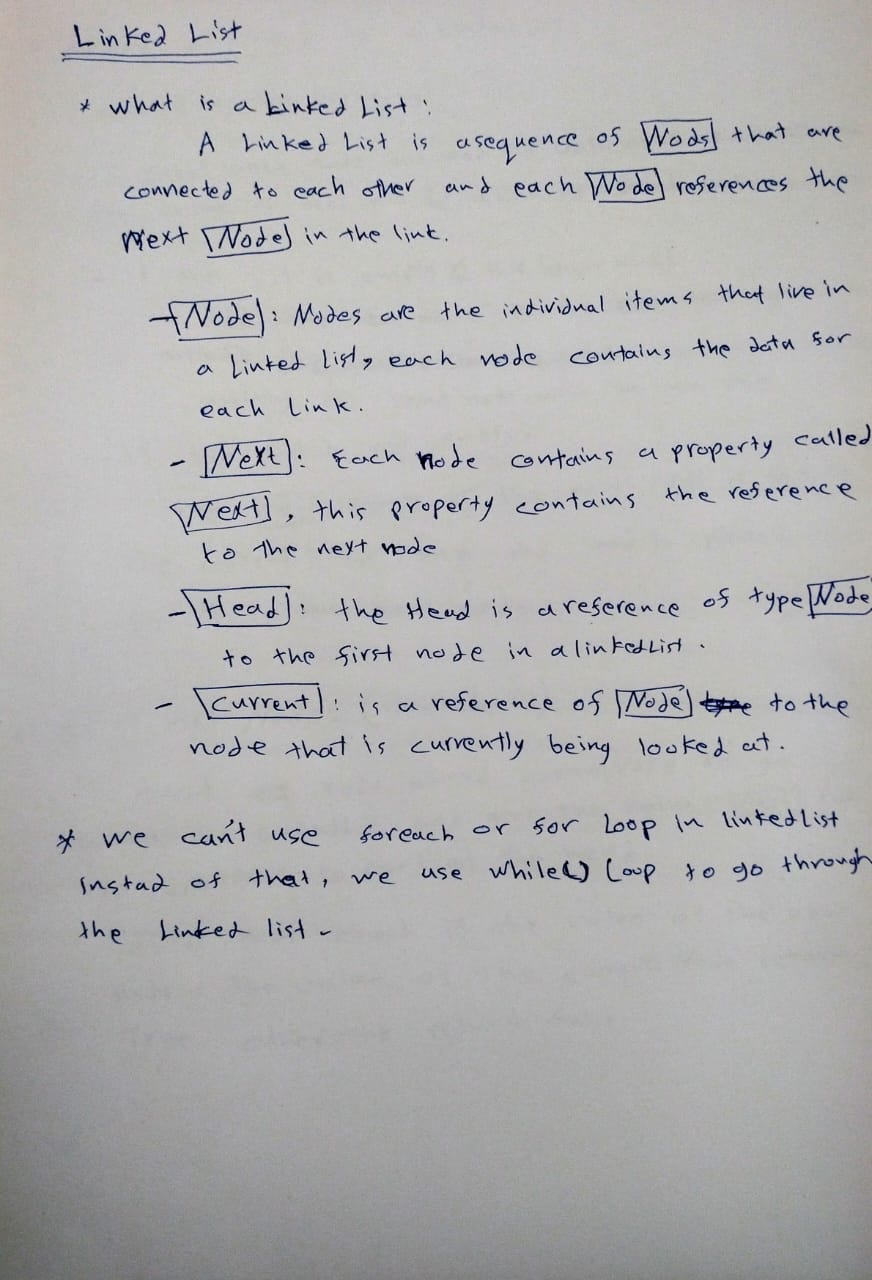 Linked List
* what is a Linked List :
A Linked List is a sequence of Wods that are
connected to each other and each Node references the
next Node in the link.
- Node : Nodes are the individual items that live in
a Linked list, each node contains the data for
each Link.
- Next : Each node contains a property called
Next , this property contains the reference
to the next node
- Head : the Head is a reference of type Node
to the first node in a linkedList .
- Current : is a reference of Node to the
node that is currently being looked at .
* we can't use foreach or for Loop in linkedlist
instad of that, we use while() Loop to go through
the Linked list -